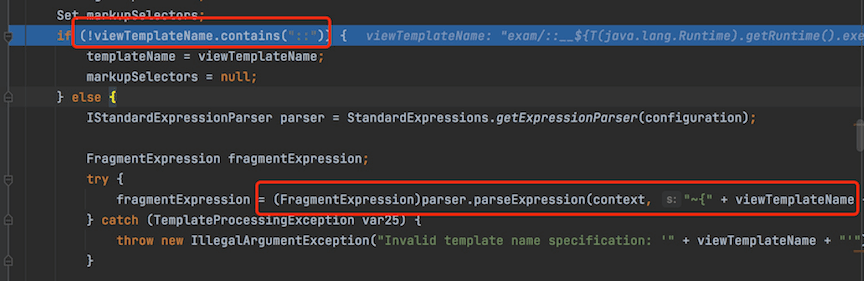 Set markupSelectors;
if (!viewTemplateName.contains("::")) { viewTemplateName: "exam/::__${T(java.lang.Runtime).getRuntime().exe
templateName = viewTemplateName;
markupSelectors = null;
} else {
IStandardExpressionParser parser = StandardExpressions.getExpressionParser(configuration);
FragmentExpression fragmentExpression;
try {
fragmentExpression = (FragmentExpression)parser.parseExpression(context, s: "~{" + viewTemplateName +
} catch (TemplateProcessingException var25) {
throw new IllegalArgumentException("Invalid template name specification: '" + viewTemplateName + "'"
}